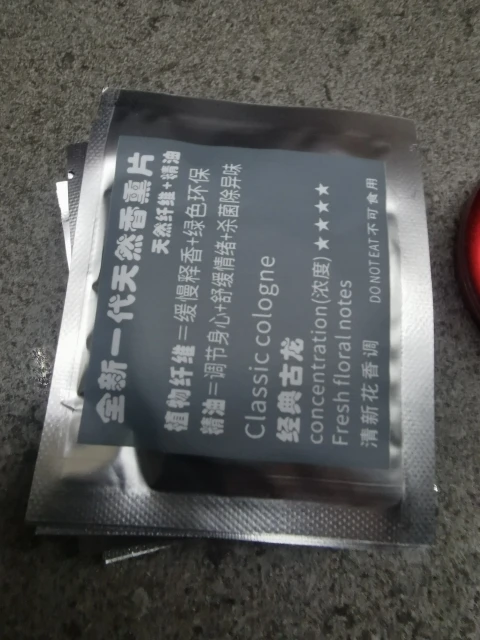 全新一代天然香薰片
天然纤维+精油
植物纤维=缓慢释香+绿色环保
精油=调节身心+舒缓情绪+杀菌除异味
Classic cologne
经典古龙
concentration(浓度)★★★★
Fresh floral notes
清新花香调
DO NOT EAT 不可食用